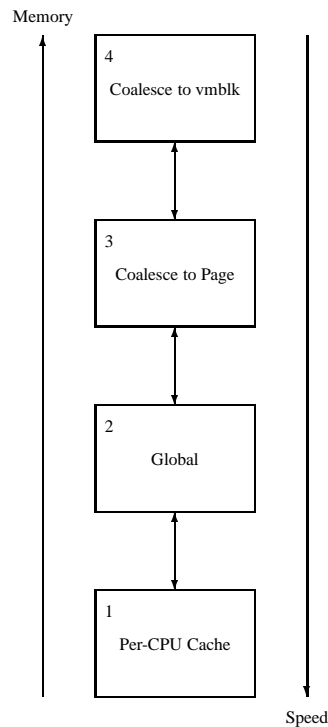 Memory
4
Coalesce to vmblk
3
Coalesce to Page
2
Global
1
Per-CPU Cache
Speed